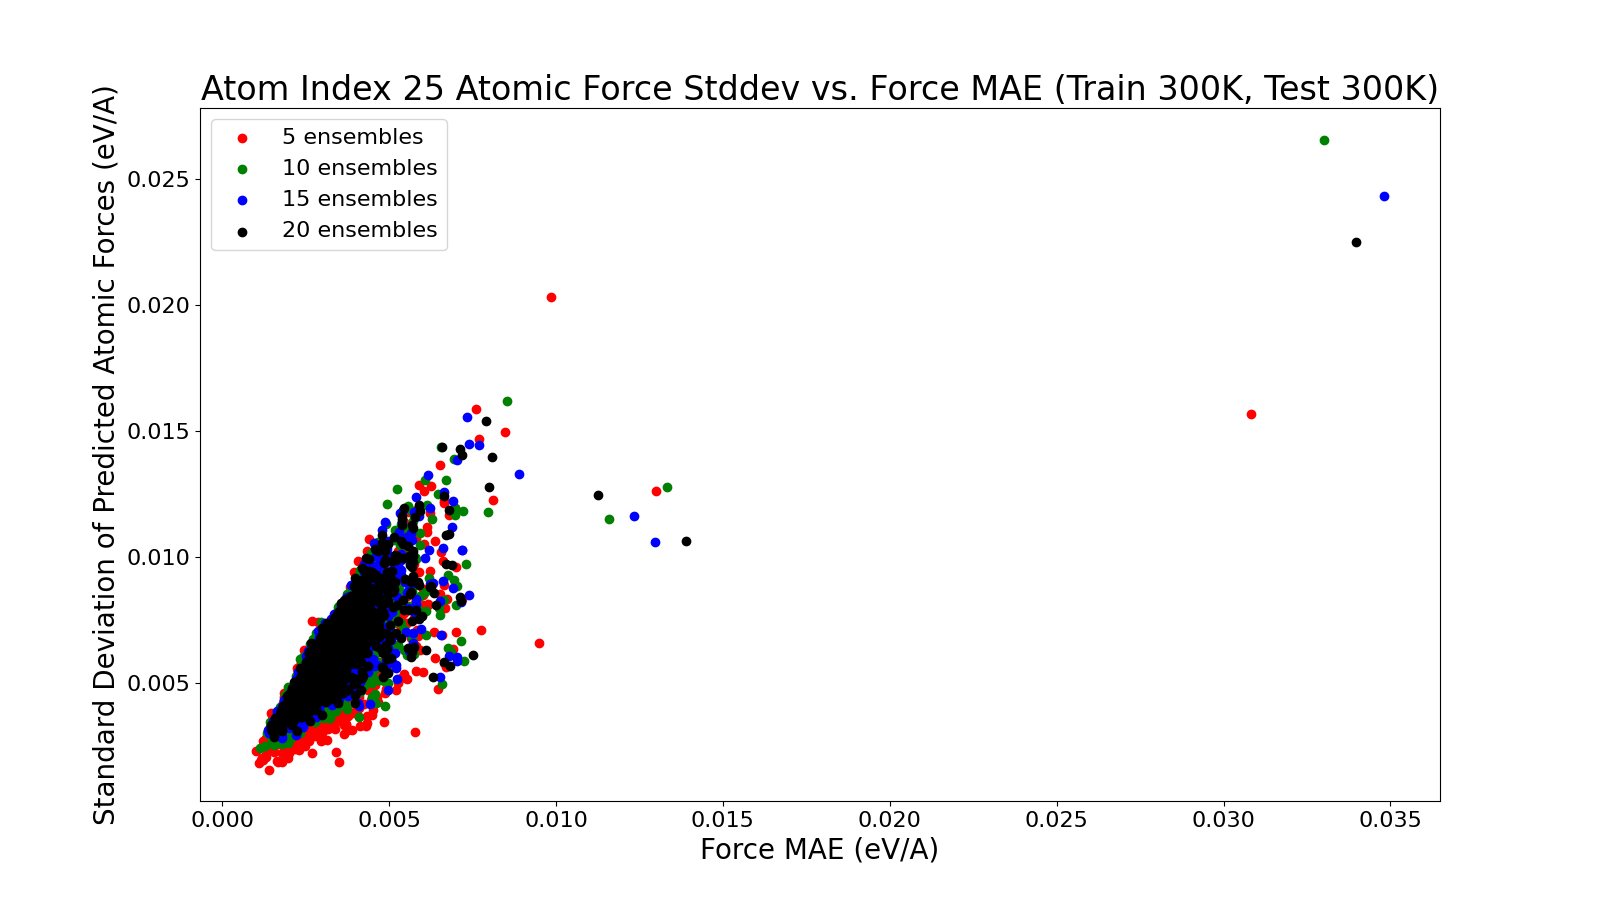 Atom Index 25 Atomic Force Stddev vs. Force MAE (Train 300K, Test 300K)
5 ensembles
10 ensembles
15 ensembles
20 ensembles
Standard Deviation of Predicted Atomic Forces (eV/A)
0.025
0.020
0.015
0.010
0.005
0.000
0.005
0.010
0.015
0.020
0.025
0.030
0.035
Force MAE (eV/A)